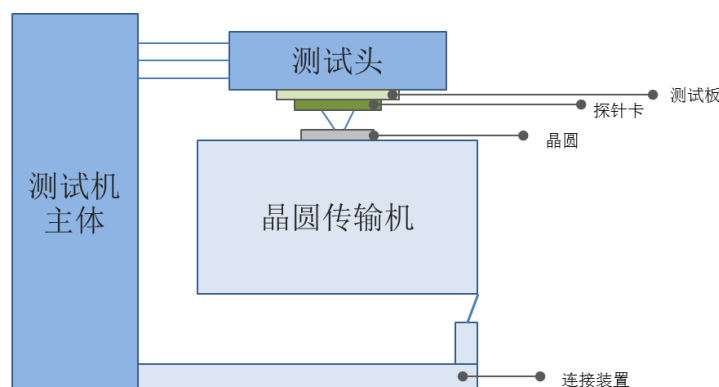 测试头
测试板
探针卡
晶圆
测试机
主体
晶圆传输机
连接装置